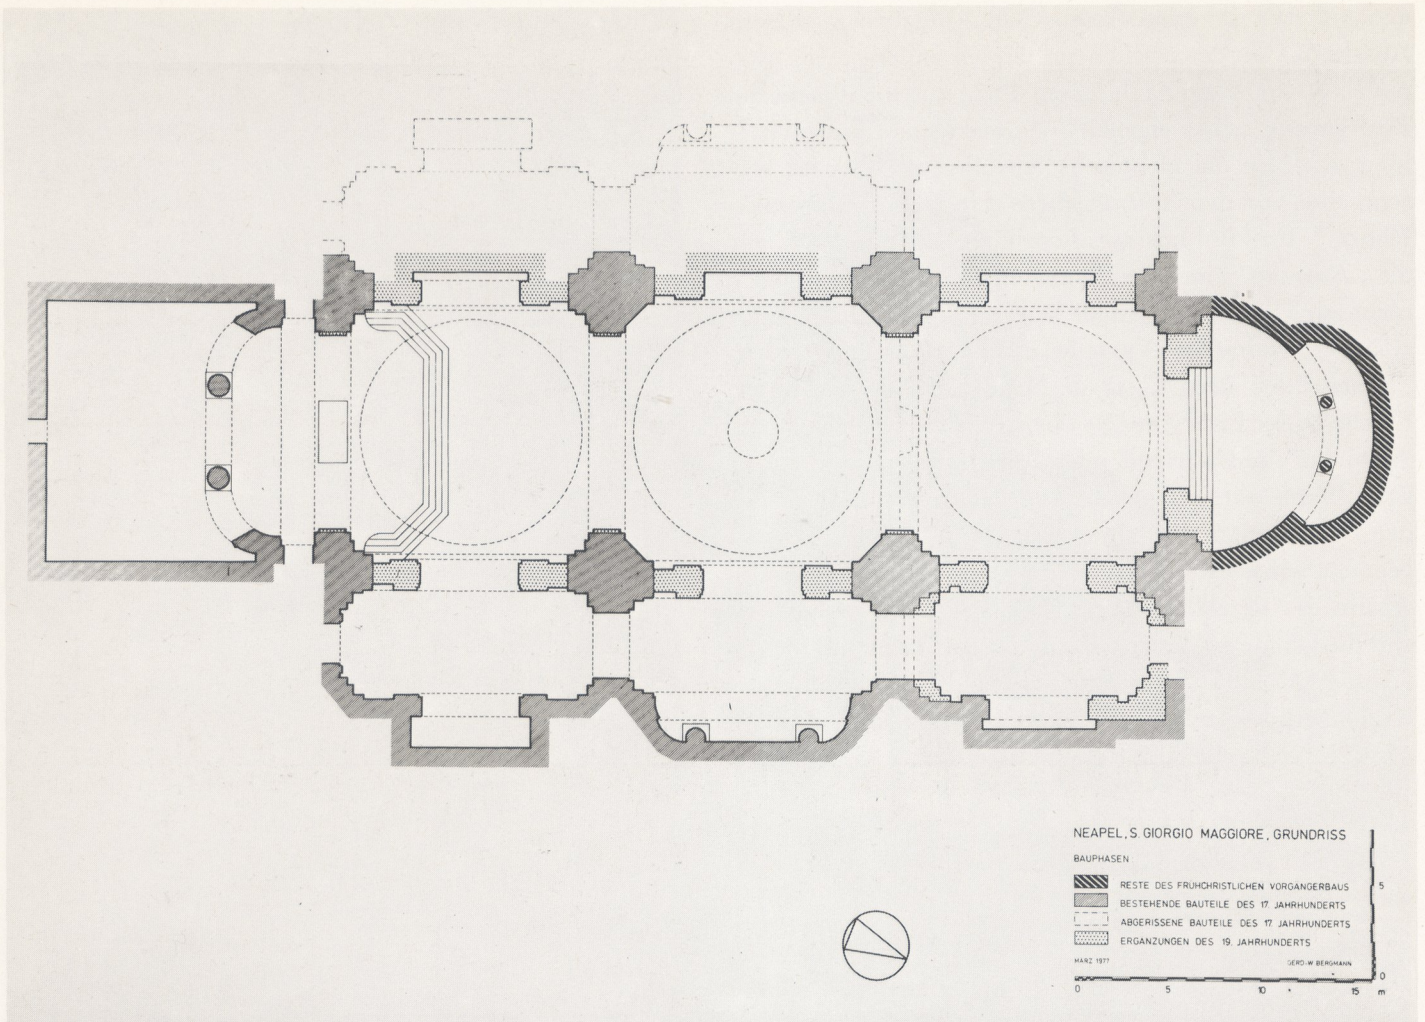 NEAPEL, S. GIORGIO MAGGIORE, GRUNDRISS
BAUPHASEN
RESTE DES FRÜHCHRISTLICHEN VORGÄNGERBAUS
BESTEHENDE BAUTEILE DES 17. JAHRHUNDERTS
ABGERISSENE BAUTEILE DES 17. JAHRHUNDERTS
ERGÄNZUNGEN DES 19. JAHRHUNDERTS
MÄRZ 1977 GERD-W. BERGMANN
5
0
0 5 10 15 m